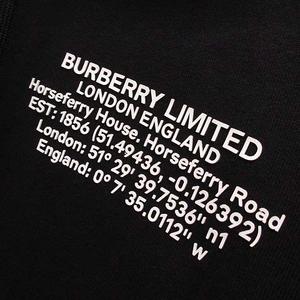 BURBERRY LIMITED
LONDON ENGLAND
Horseferry House, Horseferry Road
EST: 1856 (51.49436, -0.126392)
London: 51° 29' 39.7536'' n1
England: 0° 7' 35.0112'' w